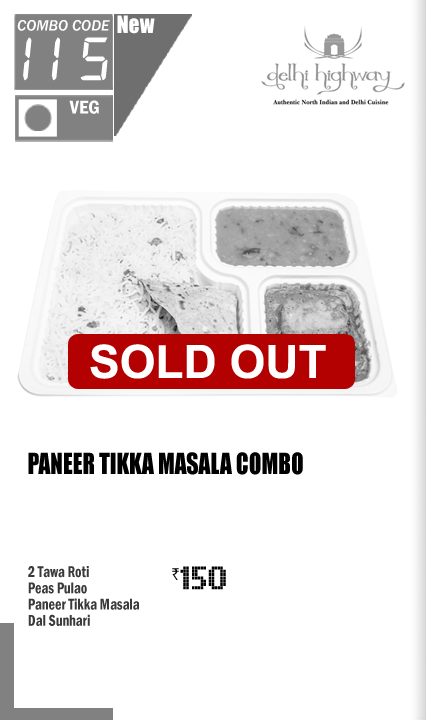 COMBO CODE
New
115
VEG
delhi highway
Authentic North Indian and Delhi Cuisine
SOLD OUT
PANEER TIKKA MASALA COMBO
2 Tawa Roti
₹150
Peas Pulao
Paneer Tikka Masala
Dal Sunhari